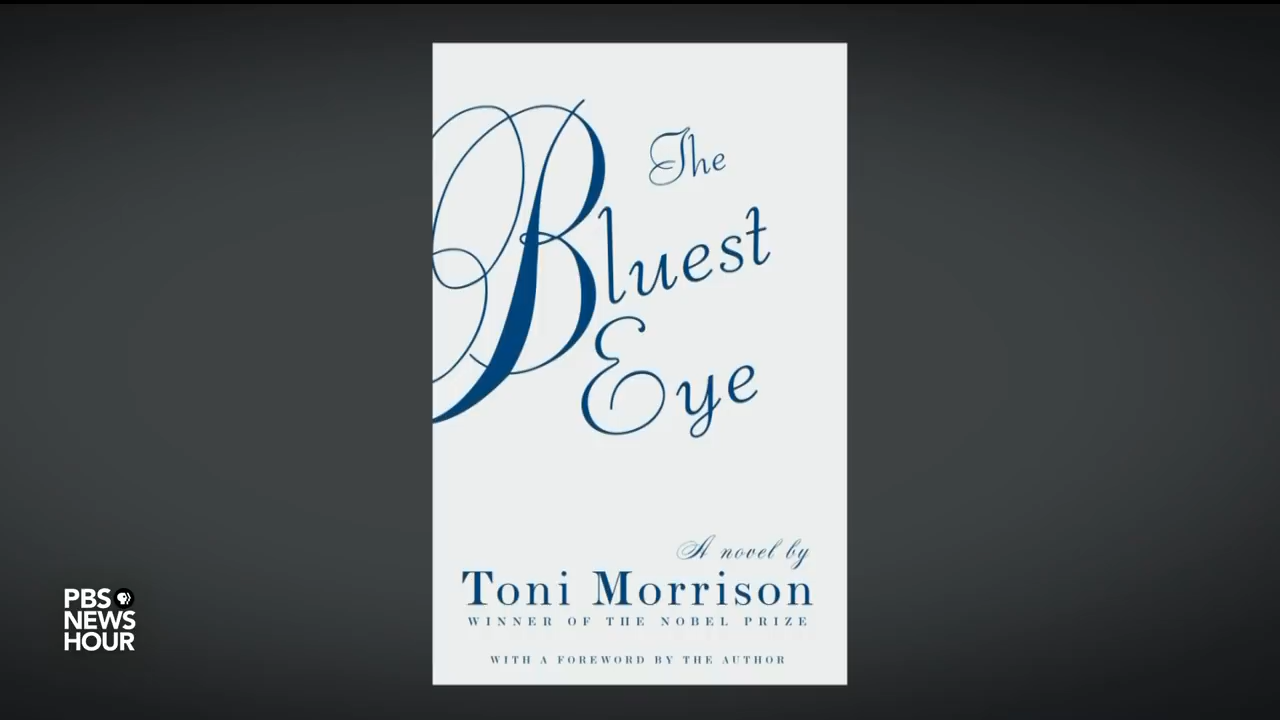 The
Bluest
Eye
A novel by
Toni Morrison
WINNER OF THE NOBEL PRIZE
WITH A FOREWORD BY THE AUTHOR
PBS
NEWS
HOUR